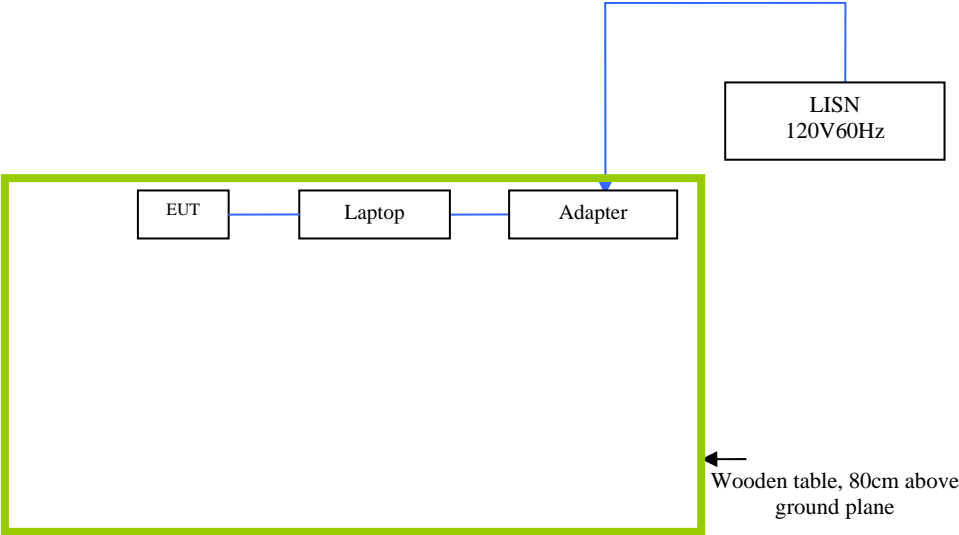 LISN
120V60Hz
EUT
Laptop
Adapter
Wooden table, 80cm above
ground plane